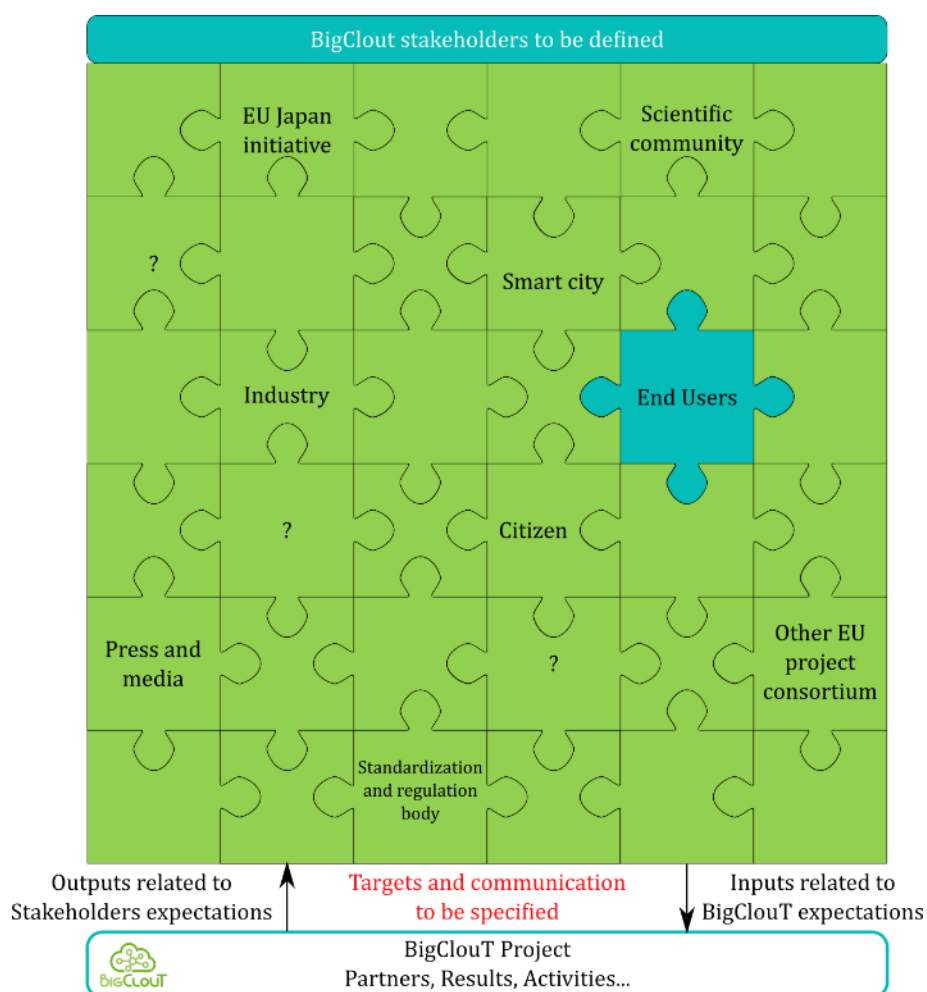 BigClout stakeholders to be defined
EU Japan
initiative
Scientific
community
?
Smart city
Industry
End Users
?
Citizen
Press and
media
?
Other EU
project
consortium
Standardization
and regulation
body
Outputs related to
Stakeholders expectations
Targets and communication
to be specified
Inputs related to
BigClouT expectations
BigClouT Project
Partners, Results, Activities...
BIGCLOUT